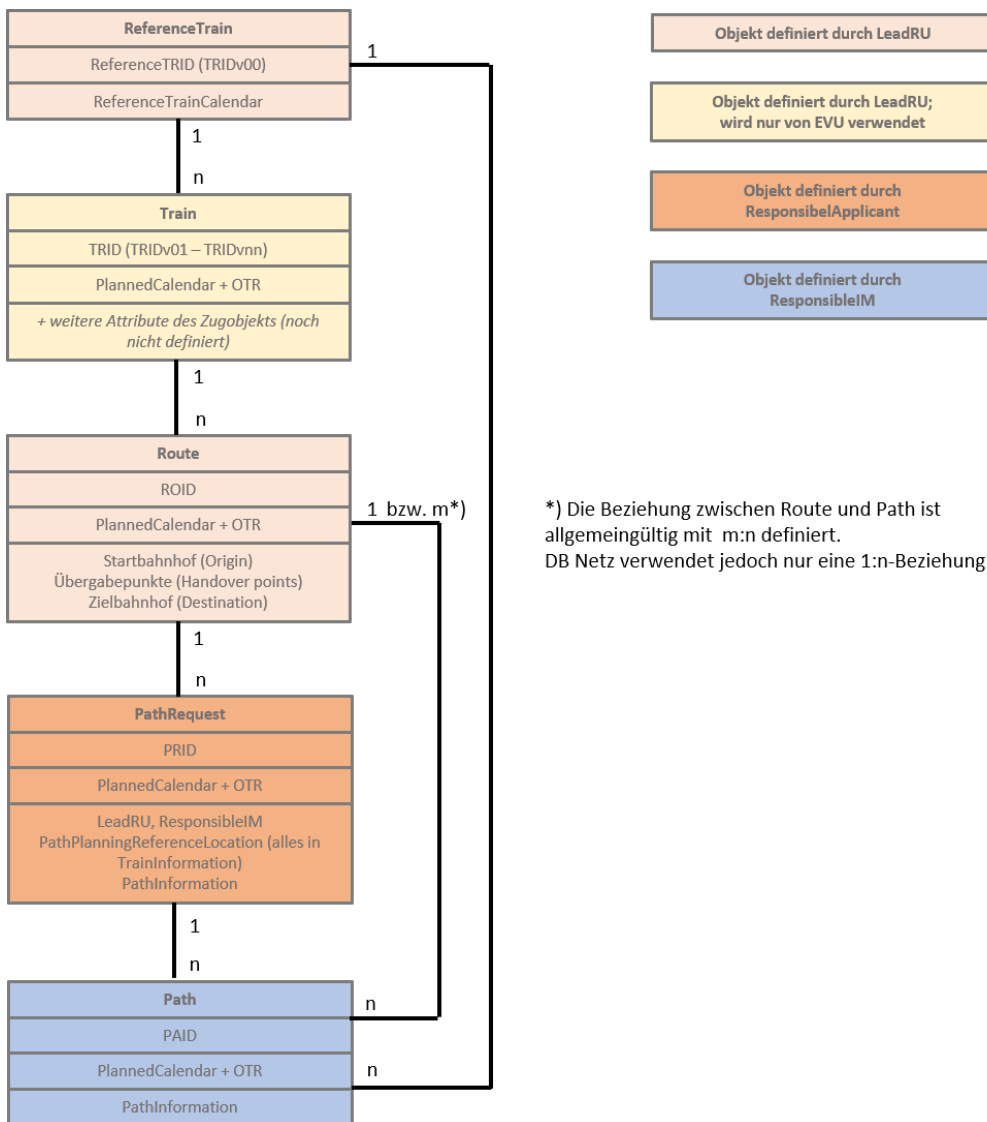 ReferenceTrain
ReferenceTRID (TRIDv00)
ReferenceTrainCalendar
1
1
n
Train
TRID (TRIDv01 – TRIDvnn)
PlannedCalendar + OTR
+ weitere Attribute des Zugobjekts (noch
nicht definiert)
1
n
Route
ROID
PlannedCalendar + OTR
Startbahnhof (Origin)
Übergabepunkte (Handover points)
Zielbahnhof (Destination)
1 bzw. m*)
1
n
PathRequest
PRID
PlannedCalendar + OTR
LeadRU, ResponsibleIM
PathPlanningReferenceLocation (alles in
TrainInformation)
PathInformation
1
n
Path
PAID
PlannedCalendar + OTR
PathInformation
n
n
Objekt definiert durch LeadRU
Objekt definiert durch LeadRU;
wird nur von EVU verwendet
Objekt definiert durch
ResponsibelApplicant
Objekt definiert durch
ResponsibleIM
*) Die Beziehung zwischen Route und Path ist
allgemeingültig mit m:n definiert.
DB Netz verwendet jedoch nur eine 1:n-Beziehung